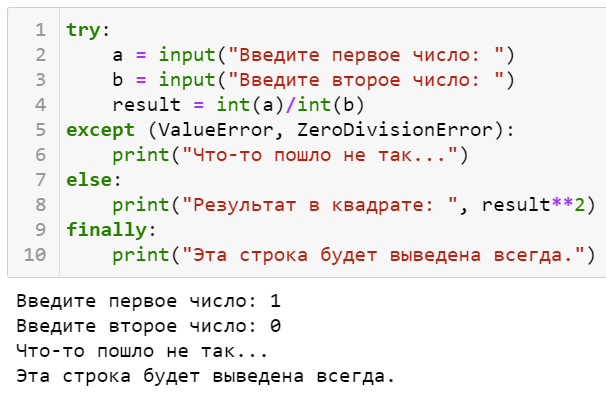 1 try:
2     a = input("Введите первое число: ")
3     b = input("Введите второе число: ")
4     result = int(a)/int(b)
5 except (ValueError, ZeroDivisionError):
6     print("Что-то пошло не так...")
7 else:
8     print("Результат в квадрате: ", result**2)
9 finally:
10     print("Эта строка будет выведена всегда.")
Введите первое число: 1
Введите второе число: 0
Что-то пошло не так...
Эта строка будет выведена всегда.